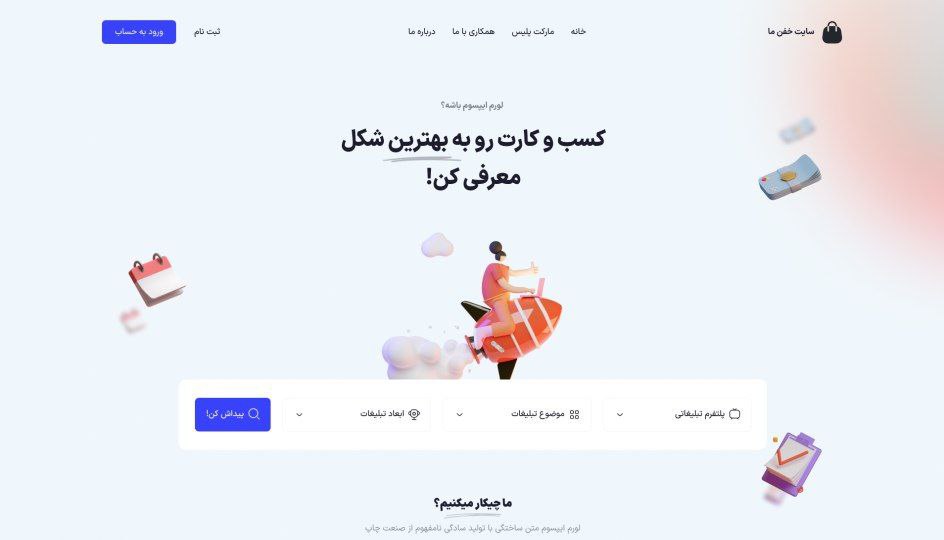 سایت خفن ما
خانه
مارکت پلیس
همکاری با ما
درباره ما
ثبت نام
ورود به حساب
لورم ایپسوم باشه؟
کسب و کارت رو به بهترین شکل
معرفی کن!
پلتفرم تبلیغاتی
موضوع تبلیغات
ابعاد تبلیغات
پیداش کن!
ما چیکار میکنیم؟
لورم ایپسوم متن ساختگی با تولید سادگی نامفهوم از صنعت چاپ